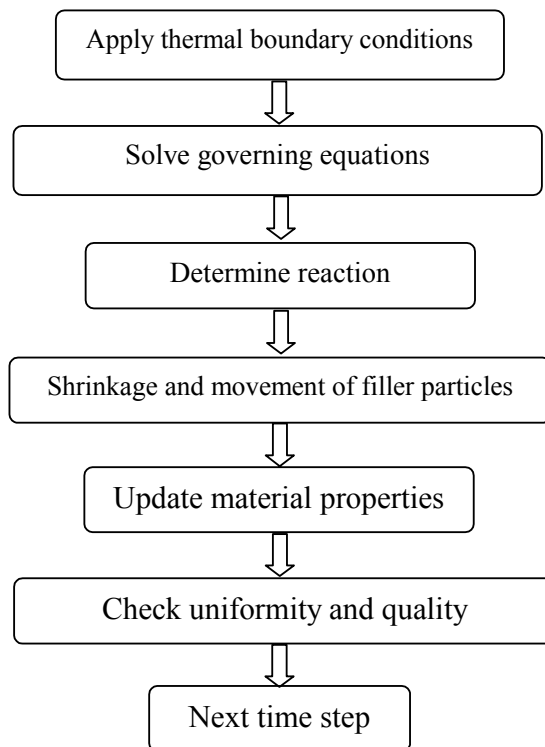 Apply thermal boundary conditions
Solve governing equations
Determine reaction
Shrinkage and movement of filler particles
Update material properties
Check uniformity and quality
Next time step